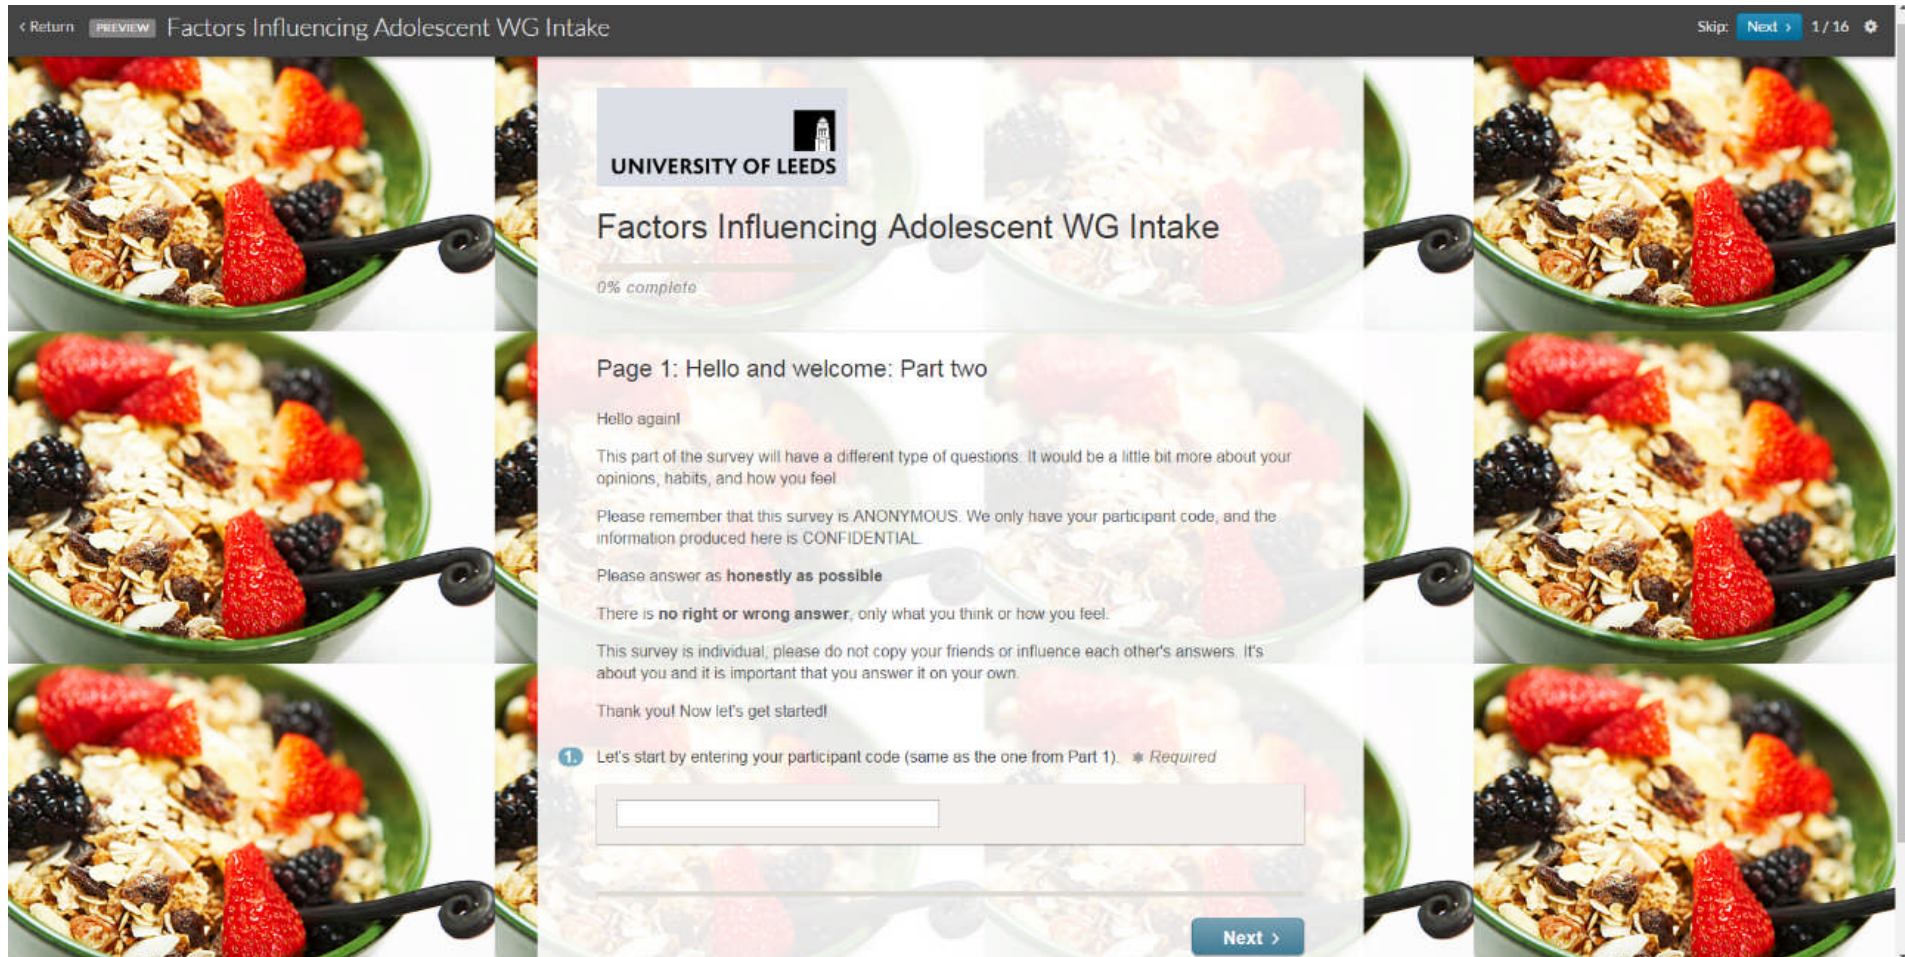 < Return PREVIEW Factors Influencing Adolescent WG Intake Skip: Next > 1 / 16
UNIVERSITY OF LEEDS
Factors Influencing Adolescent WG Intake
0% complete
Page 1: Hello and welcome: Part two
Hello again!
This part of the survey will have a different type of questions. It would be a little bit more about your
opinions, habits, and how you feel
Please remember that this survey is ANONYMOUS. We only have your participant code, and the
information produced here is CONFIDENTIAL.
Please answer as honestly as possible
There is no right or wrong answer, only what you think or how you feel.
This survey is individual, please do not copy your friends or influence each other's answers. It's
about you and it is important that you answer it on your own.
Thank you! Now let's get started!
1. Let's start by entering your participant code (same as the one from Part 1). * Required
Next >